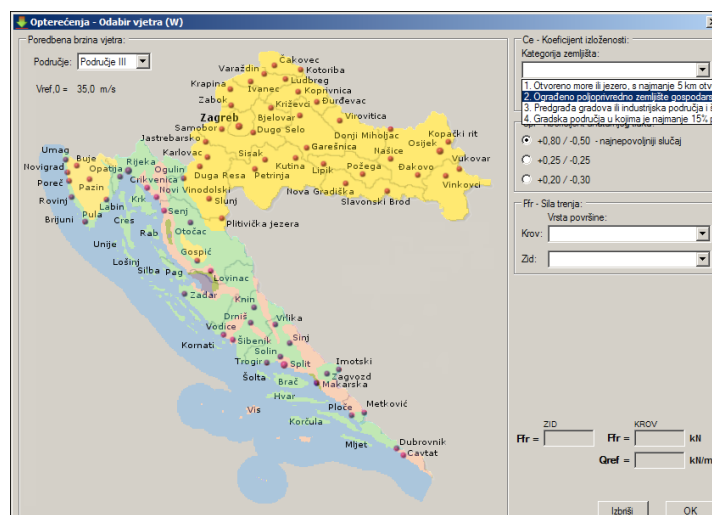 Opterećenja - Odabir vjetra (W)
Poredbena brzina vjetra:
Područje: Područje III
Vref,0 = 35,0 m/s
Čakovec
Varaždin
Kotoriba
Ludbreg
Krapina
Ivanec
Koprivnica
Zabok
Križevci
Đurđevac
Zagreb
Bjelovar
Virovitica
Samobor
Dugo Selo
Donji Miholjac
Kopački rit
Jastrebarsko
Garešnica
Našice
Osijek
Karlovac
Sisak
Vukovar
Umag
Buje
Rijeka
Ogulin
Kutina
Lipik
Požega
Đakovo
Novigrad
Opatija
Crikvenica
Duga Resa
Petrinja
Vinkovci
Poreč
Pazin
Novi Vinodolski
Nova Gradiška
Slavonski Brod
Rovinj
Labin
Krk
Slunj
Brijuni
Pula
Cres
Senj
Plitvička jezera
Rab
Otočac
Unije
Gospić
Lošinj
Silba
Pag
Lovinac
Zadar
Knin
Drniš
Vrlika
Vodice
Kornati
Šibenik
Sinj
Solin
Trogir
Split
Imotski
Zagvozd
Šolta
Brač
Makarska
Hvar
Vis
Ploče
Metković
Korčula
Mljet
Dubrovnik
Cavtat
Ce - Koeficijent izloženosti:
Kategorija zemljišta:
1. Otvoreno more ili jezero, s najmanje 5 km otv
2. Ograđeno poljoprivredno zemljište gospodars
3. Predgrađa gradova ili industrijska područja i š
4. Gradska područja u kojima je najmanje 15% p
+0,80 / -0,50 - najnepovoljniji slučaj
+0,25 / -0,25
+0,20 / -0,30
Ffr - Sila trenja:
Vrsta površine:
Krov:
Zid:
ZID KROV
Ffr = Ffr = kN
Qref = kN/m
Izbriši OK